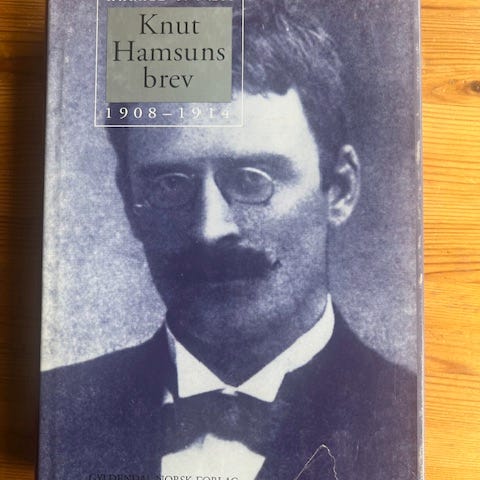 Knut
Hamsuns
brev
1908–1914
GYLDENDAL NORSK FORLAG